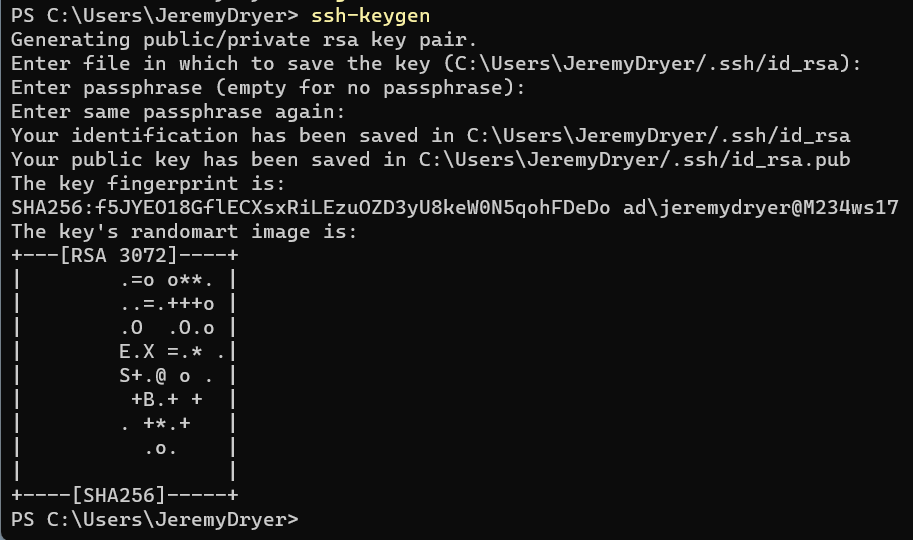 PS C:\Users\JeremyDryer> ssh-keygen
Generating public/private rsa key pair.
Enter file in which to save the key (C:\Users\JeremyDryer/.ssh/id_rsa):
Enter passphrase (empty for no passphrase):
Enter same passphrase again:
Your identification has been saved in C:\Users\JeremyDryer/.ssh/id_rsa
Your public key has been saved in C:\Users\JeremyDryer/.ssh/id_rsa.pub
The key fingerprint is:
SHA256:f5JYEO18GflECXsxRiLEzuOZD3yU8keW0N5qohFDeDo ad\jeremydryer@M234ws17
The key's randomart image is:
+---[RSA 3072]----+
|        .=o o**. |
|        ..=.+++o |
|        .O  .O.o |
|        E.X =.* .|
|        S+.@ o . |
|         +B.+ +  |
|        . +*.+   |
|          .o.    |
|                 |
+----[SHA256]-----+
PS C:\Users\JeremyDryer>